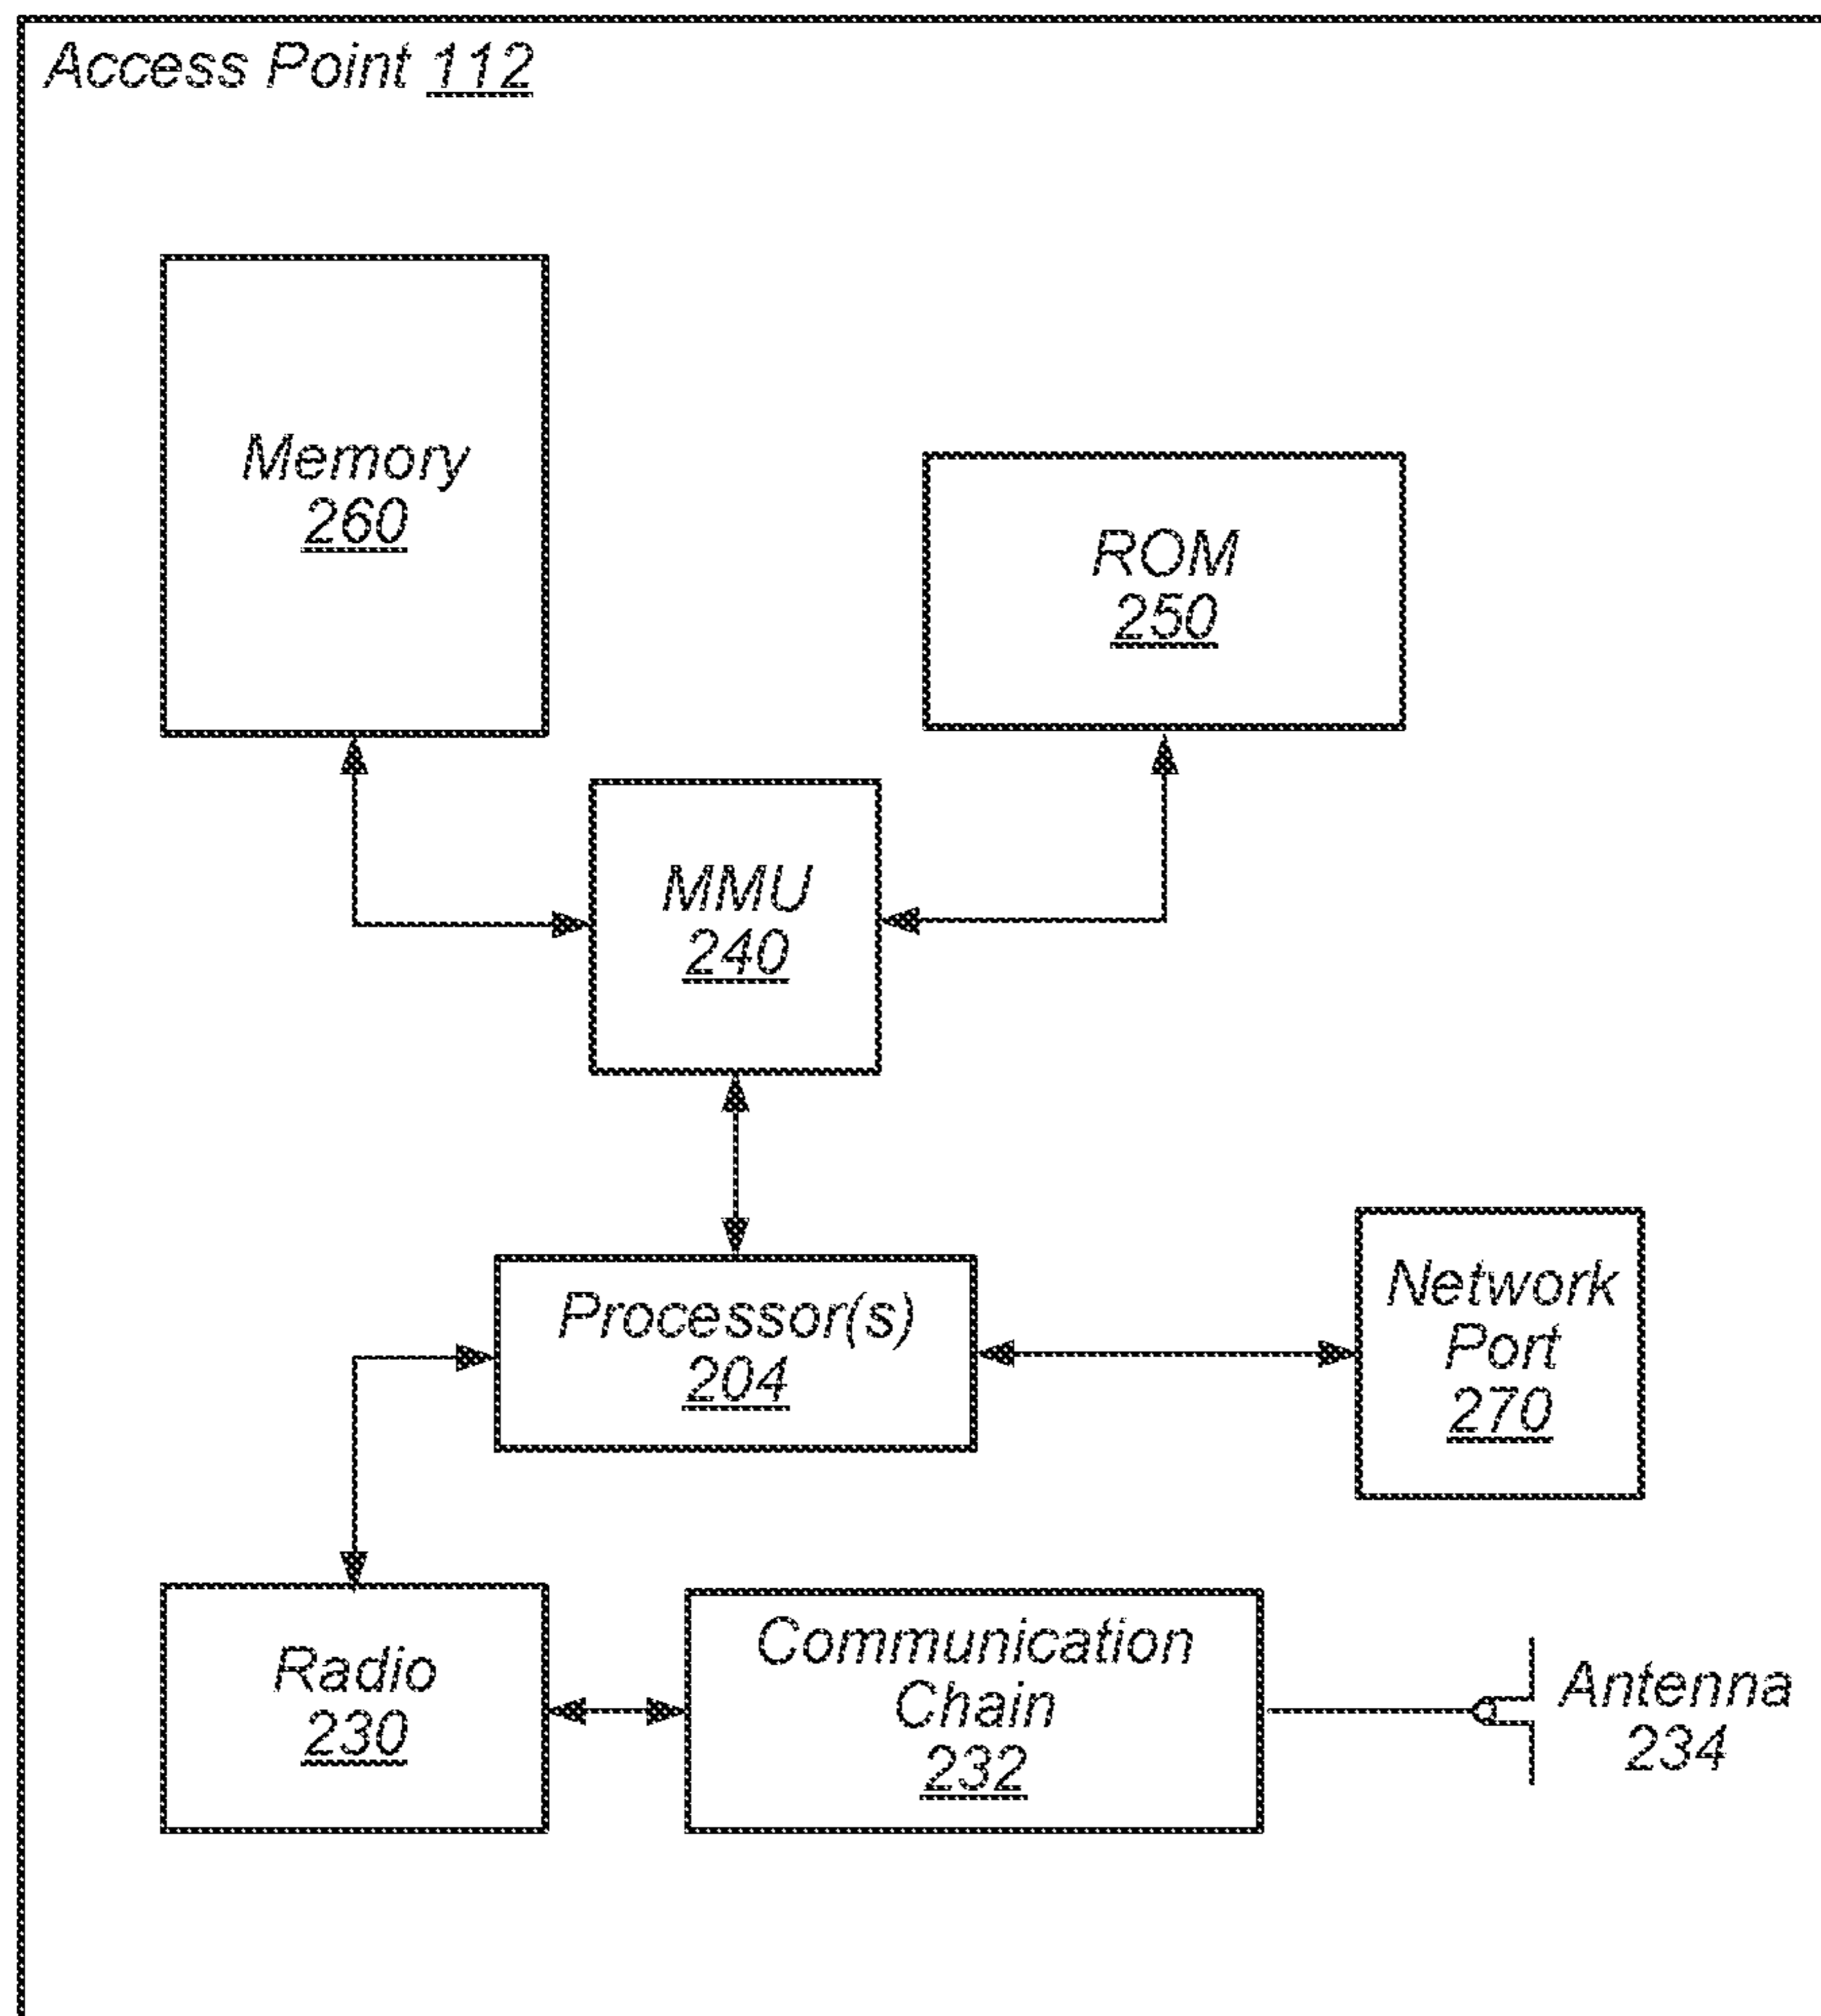 Access Point 112
Memory
260
ROM
250
MMU
240
Processor(s)
204
Network
Port
270
Radio
230
Communication
Chain
232
Antenna
234